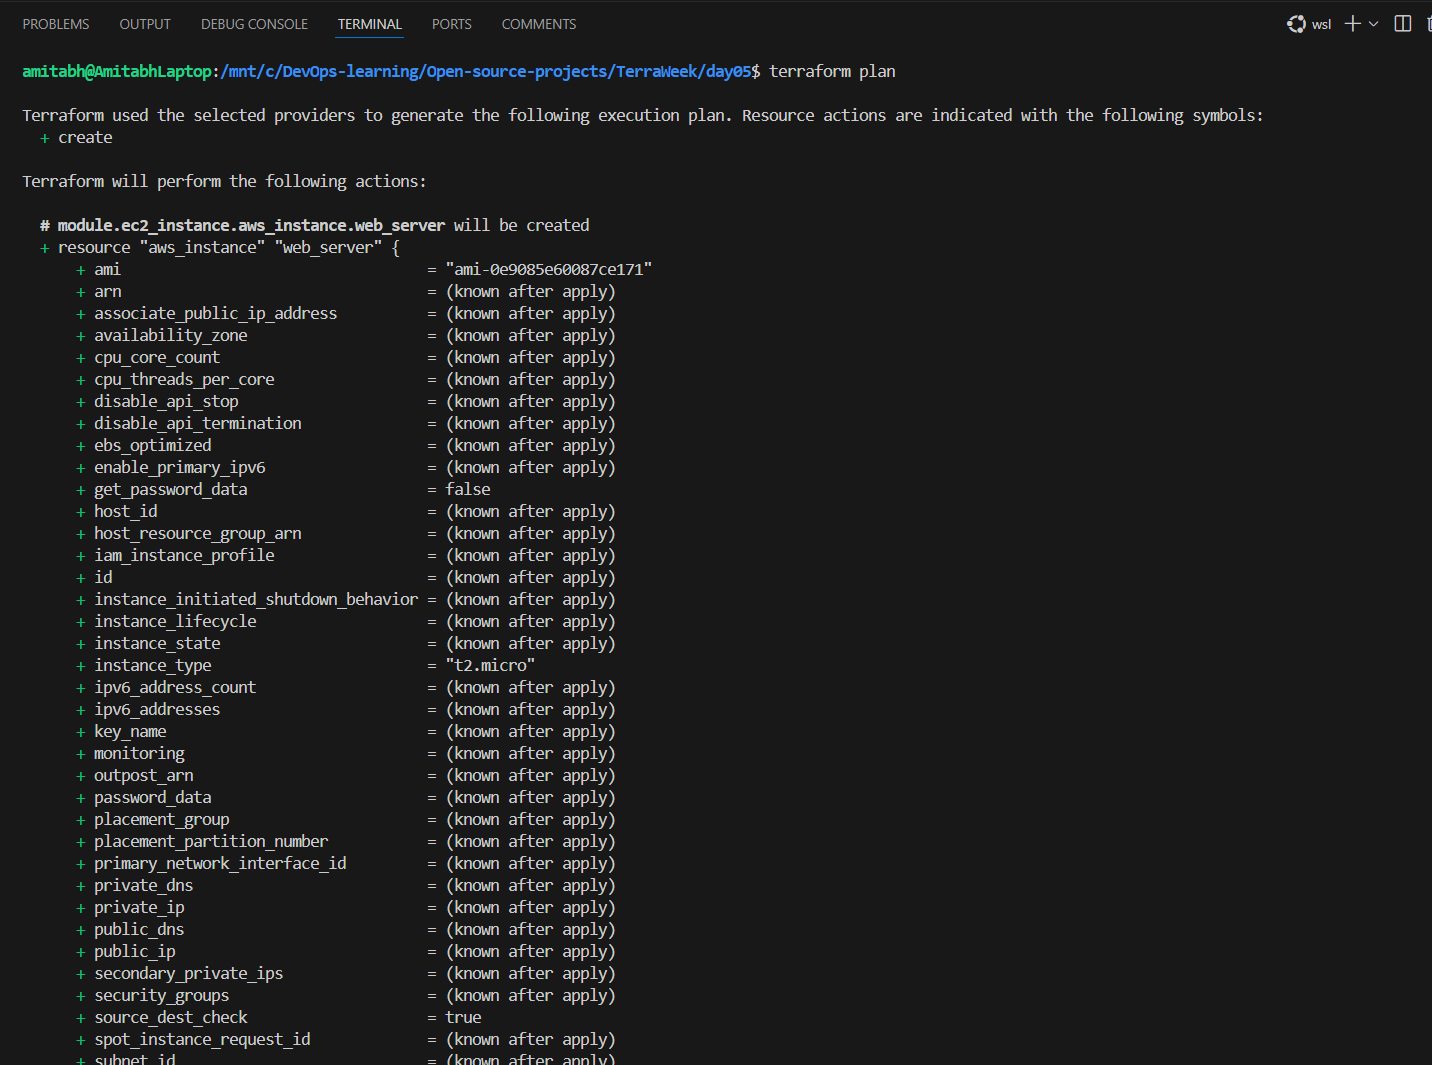 PROBLEMS OUTPUT DEBUG CONSOLE TERMINAL PORTS COMMENTS wsl
amitabh@AmitabhLaptop:/mnt/c/DevOps-learning/Open-source-projects/TerraWeek/day05$ terraform plan
Terraform used the selected providers to generate the following execution plan. Resource actions are indicated with the following symbols:
+ create
Terraform will perform the following actions:
# module.ec2_instance.aws_instance.web_server will be created
+ resource "aws_instance" "web_server" {
+ ami = "ami-0e9085e60087ce171"
+ arn = (known after apply)
+ associate_public_ip_address = (known after apply)
+ availability_zone = (known after apply)
+ cpu_core_count = (known after apply)
+ cpu_threads_per_core = (known after apply)
+ disable_api_stop = (known after apply)
+ disable_api_termination = (known after apply)
+ ebs_optimized = (known after apply)
+ enable_primary_ipv6 = (known after apply)
+ get_password_data = false
+ host_id = (known after apply)
+ host_resource_group_arn = (known after apply)
+ iam_instance_profile = (known after apply)
+ id = (known after apply)
+ instance_initiated_shutdown_behavior = (known after apply)
+ instance_lifecycle = (known after apply)
+ instance_state = (known after apply)
+ instance_type = "t2.micro"
+ ipv6_address_count = (known after apply)
+ ipv6_addresses = (known after apply)
+ key_name = (known after apply)
+ monitoring = (known after apply)
+ outpost_arn = (known after apply)
+ password_data = (known after apply)
+ placement_group = (known after apply)
+ placement_partition_number = (known after apply)
+ primary_network_interface_id = (known after apply)
+ private_dns = (known after apply)
+ private_ip = (known after apply)
+ public_dns = (known after apply)
+ public_ip = (known after apply)
+ secondary_private_ips = (known after apply)
+ security_groups = (known after apply)
+ source_dest_check = true
+ spot_instance_request_id = (known after apply)
+ subnet_id = (known after apply)